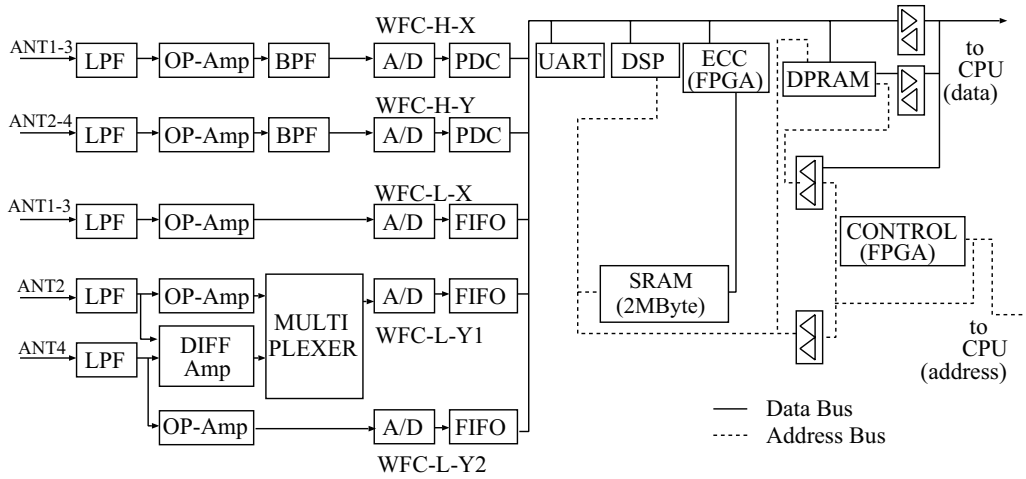 WFC-H-X
ANT1-3
LPF
OP-Amp
BPF
A/D
PDC
UART
DSP
ECC
(FPGA)
DPRAM
to
CPU
(data)
WFC-H-Y
ANT2-4
LPF
OP-Amp
BPF
A/D
PDC
WFC-L-X
ANT1-3
LPF
OP-Amp
A/D
FIFO
CONTROL
(FPGA)
ANT2
LPF
OP-Amp
MULTI
PLEXER
A/D
FIFO
WFC-L-Y1
SRAM
(2MByte)
ANT4
LPF
DIFF
Amp
to
CPU
(address)
OP-Amp
A/D
FIFO
WFC-L-Y2
Data Bus
Address Bus